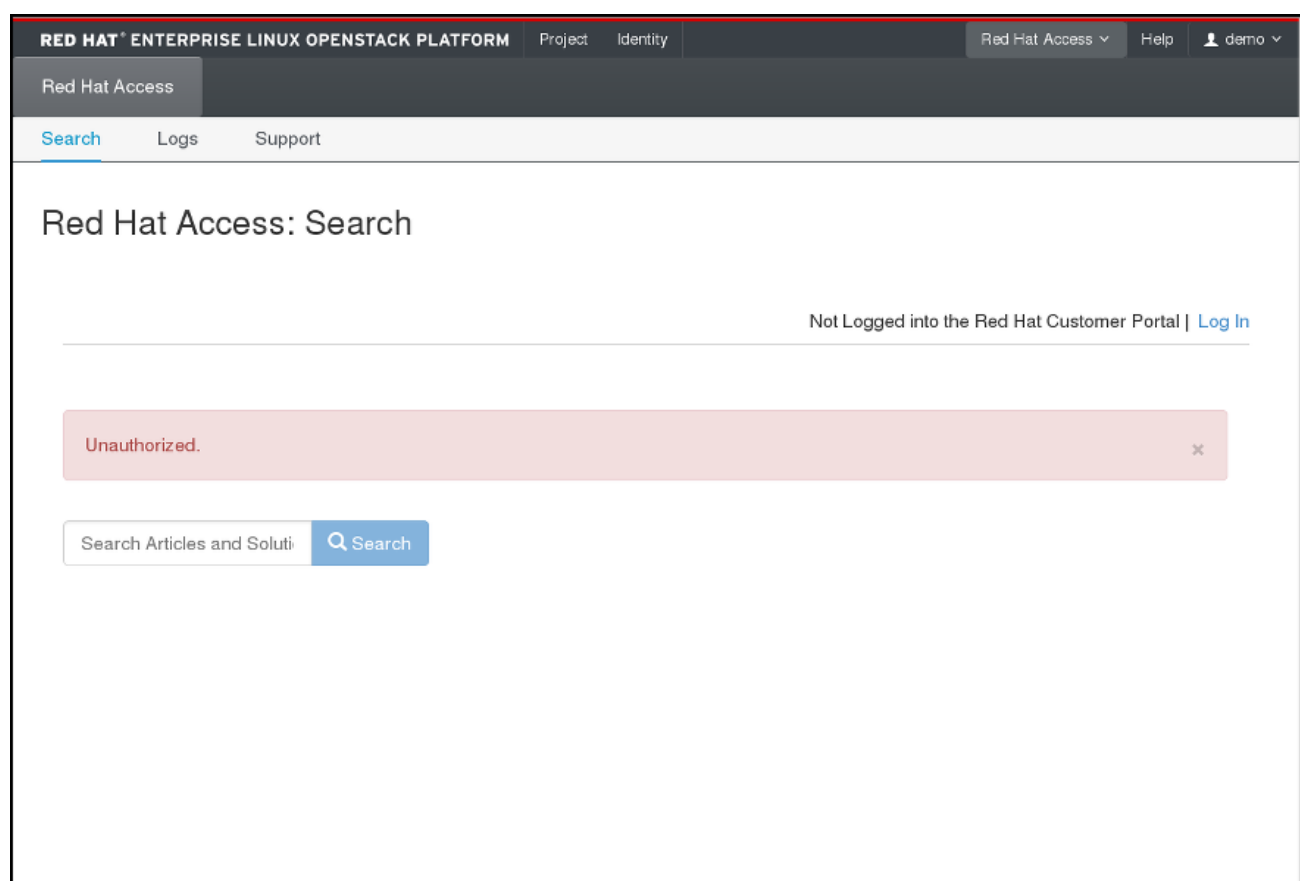 RED HAT® ENTERPRISE LINUX OPENSTACK PLATFORM Project Identity Red Hat Access Help demo
Red Hat Access
Search Logs Support
Red Hat Access: Search
Not Logged into the Red Hat Customer Portal | Log In
Unauthorized. ×
Search Articles and Soluti Search